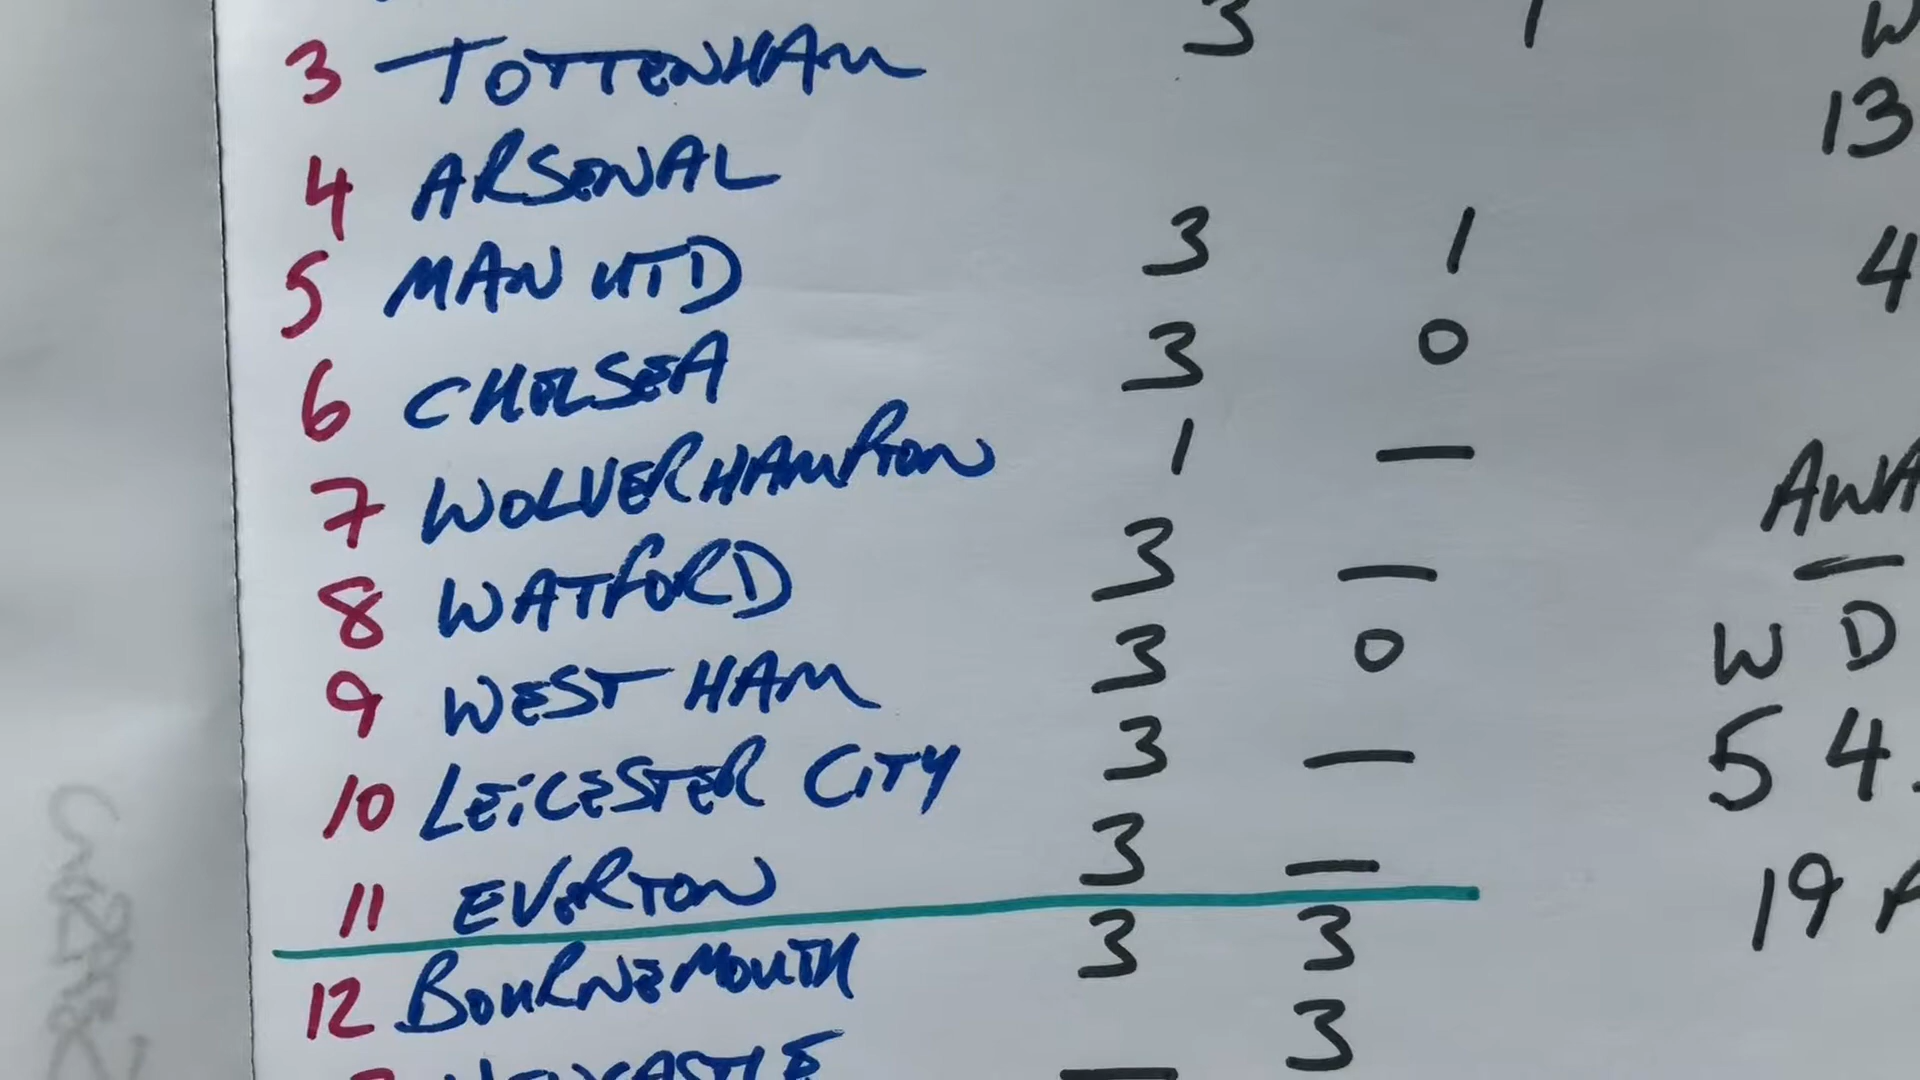 3 TOTTENHAM 3 1 W
13
4 ARSENAL 3 1
5 MAN UTD 3 0 4
6 CHELSEA 1 —
7 WOLVERHAMPTON 3 — AWA
8 WATFORD 3 0 W D
9 WEST HAM 3 — 5 4
10 LEICESTER CITY 3 —
11 EVERTON 3 3 19
12 BOURNEMOUTH 3
NEWCASTLE —